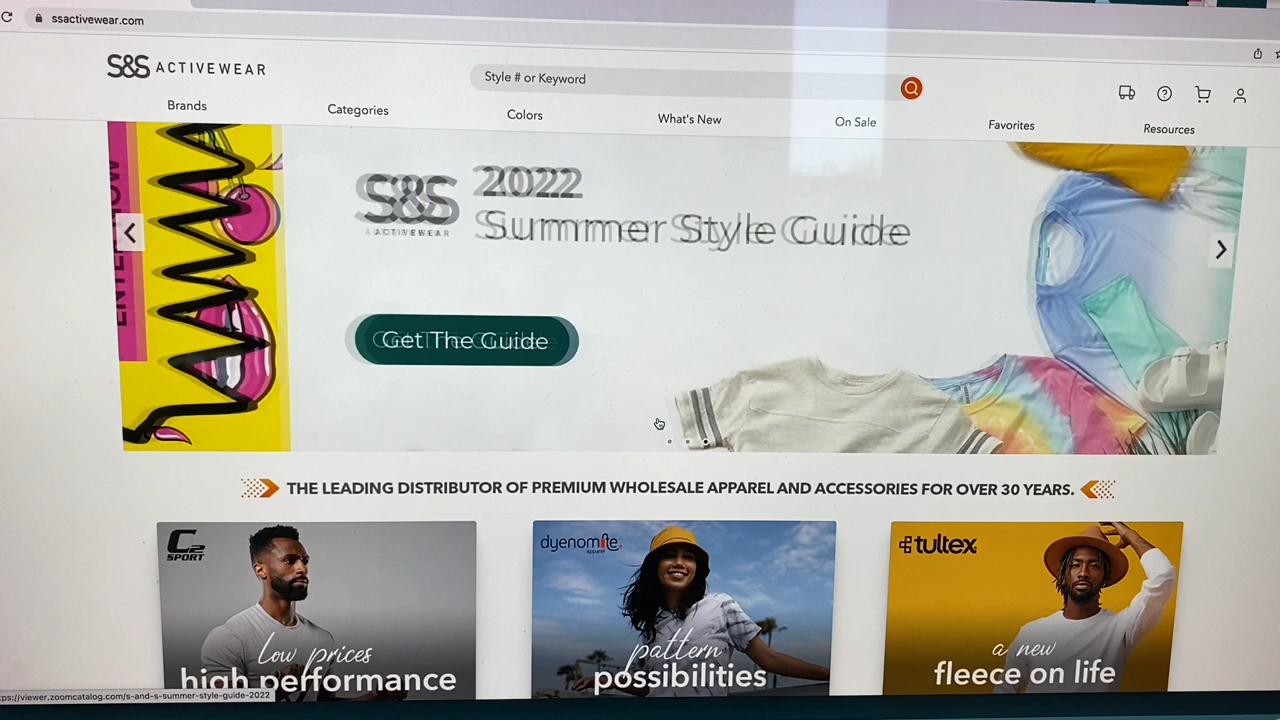 ssactivewear.com
S&S ACTIVEWEAR
Style # or Keyword
Brands
Categories
Colors
What's New
On Sale
Favorites
Resources
S&S
ACTIVEWEAR
2022
Summer Style Guide
Get The Guide
THE LEADING DISTRIBUTOR OF PREMIUM WHOLESALE APPAREL AND ACCESSORIES FOR OVER 30 YEARS.
C2
SPORT
Low prices
high performance
dyenomite
apparel
pattern
possibilities
tultex
a new
fleece on life
tps://viewer.zoomcatalog.com/s-and-s-summer-style-guide-2022